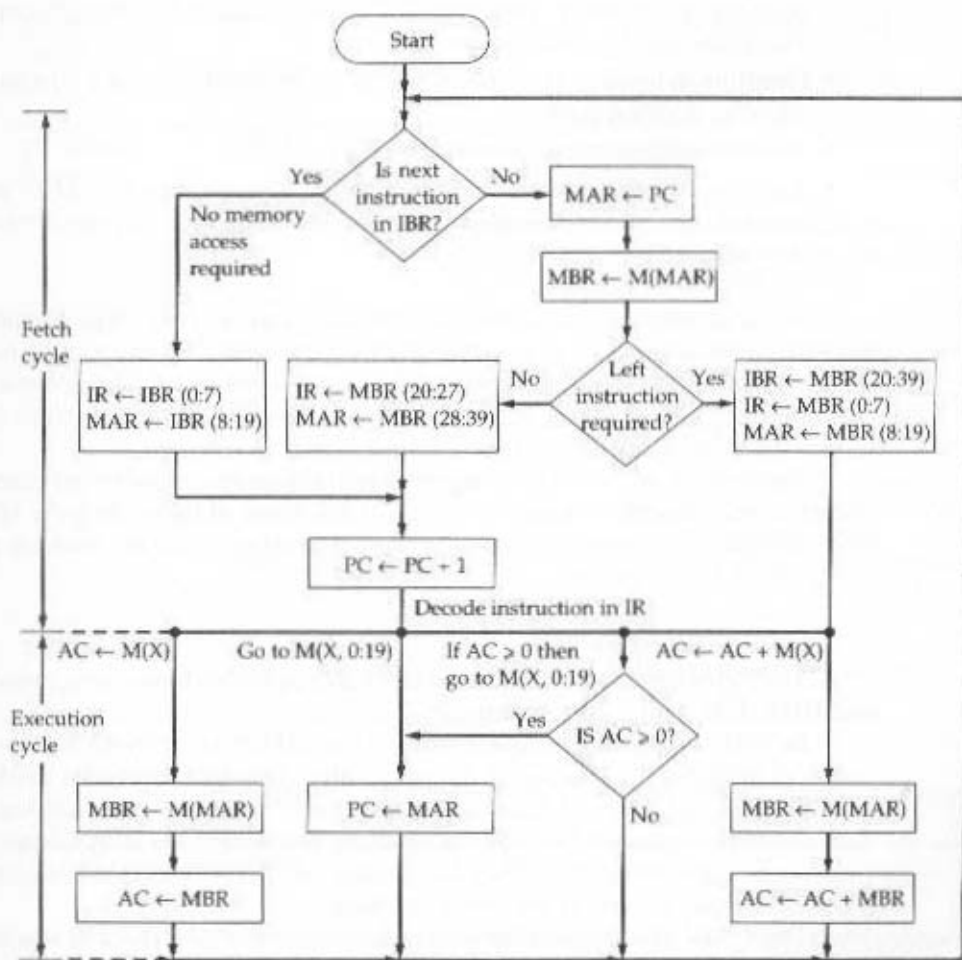 Start
Is next
instruction
in IBR?
Yes
No
No memory
access
required
MAR ← PC
MBR ← M(MAR)
Fetch
cycle
Left
instruction
required?
No
Yes
IR ← IBR (0:7)
MAR ← IBR (8:19)
IR ← MBR (20:27)
MAR ← MBR (28:39)
IBR ← MBR (20:39)
IR ← MBR (0:7)
MAR ← MBR (8:19)
PC ← PC + 1
Decode instruction in IR
AC ← M(X)
Go to M(X, 0:19)
If AC ⩾ 0 then
go to M(X, 0:19)
AC ← AC + M(X)
Execution
cycle
Yes
IS AC ⩾ 0?
No
MBR ← M(MAR)
PC ← MAR
MBR ← M(MAR)
AC ← MBR
AC ← AC + MBR